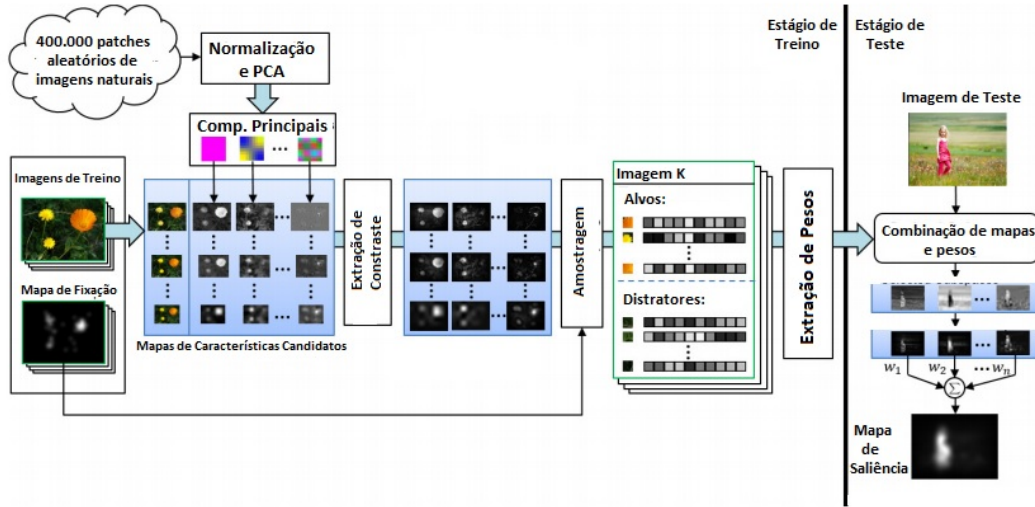 400.000 patches
aleatórios de
imagens naturais
Normalização
e PCA
Comp. Principais
...
Imagens de Treino
Mapa de Fixação
...
...
...
Mapas de Características Candidatos
Extração de
Contraste
...
...
...
Amostragem
Imagem K
Alvos:
Distratores:
Extração de Pesos
Estágio de
Treino
Estágio de
Teste
Imagem de Teste
Combinação de mapas
e pesos
...
...
w1 w2 ... wn
Σ
Mapa
de
Saliência